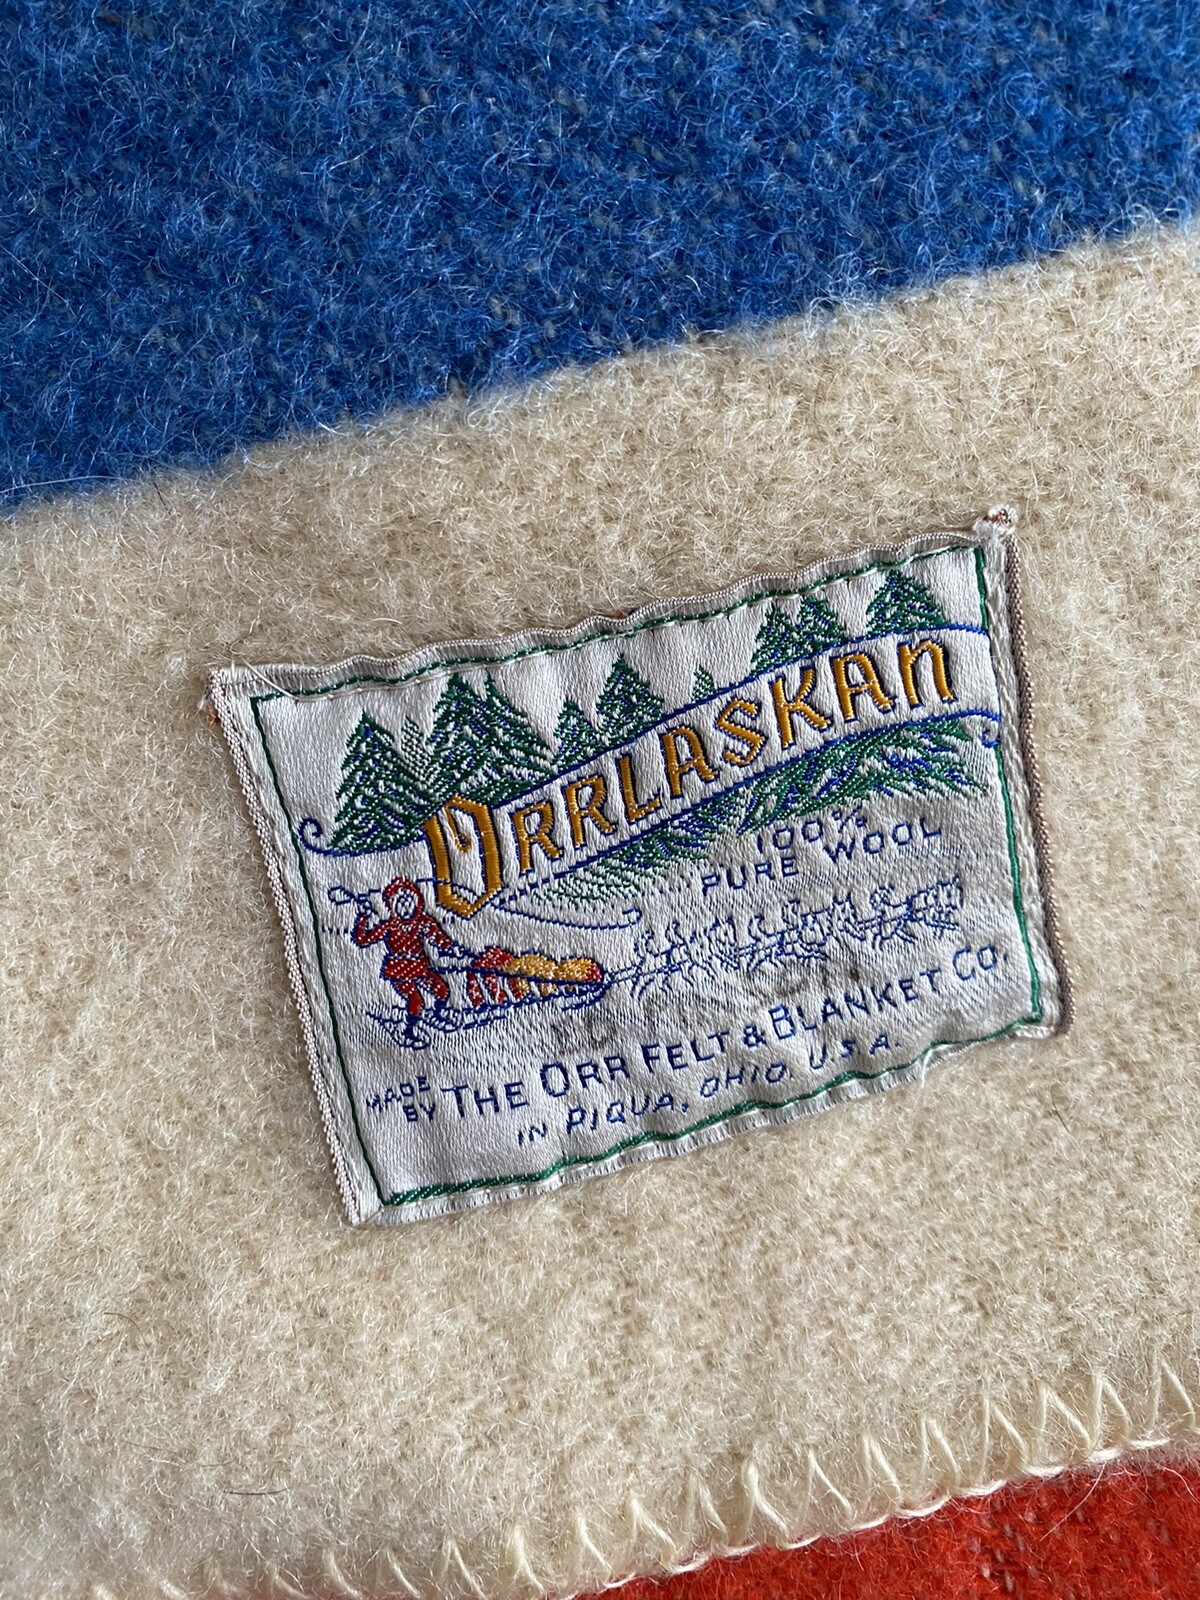 ORRLASKAN
100%
PURE WOOL
MADE BY THE ORR FELT & BLANKET CO.
IN PIQUA, OHIO. U.S.A.